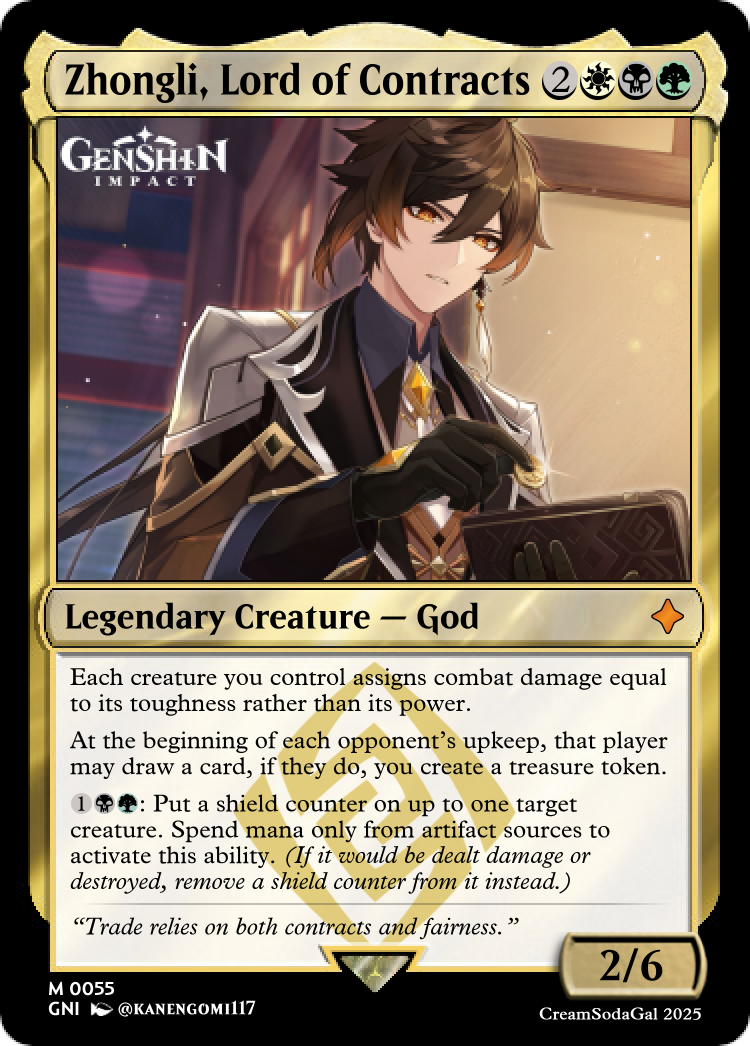 Zhongli, Lord of Contracts 2
GENSHIN
IMPACT
Legendary Creature — God
Each creature you control assigns combat damage equal
to its toughness rather than its power.
At the beginning of each opponent's upkeep, that player
may draw a card, if they do, you create a treasure token.
1: Put a shield counter on up to one target
creature. Spend mana only from artifact sources to
activate this ability. (If it would be dealt damage or
destroyed, remove a shield counter from it instead.)
“Trade relies on both contracts and fairness.”
2/6
M 0055
GNI @KANENGOMI117
CreamSodaGal 2025